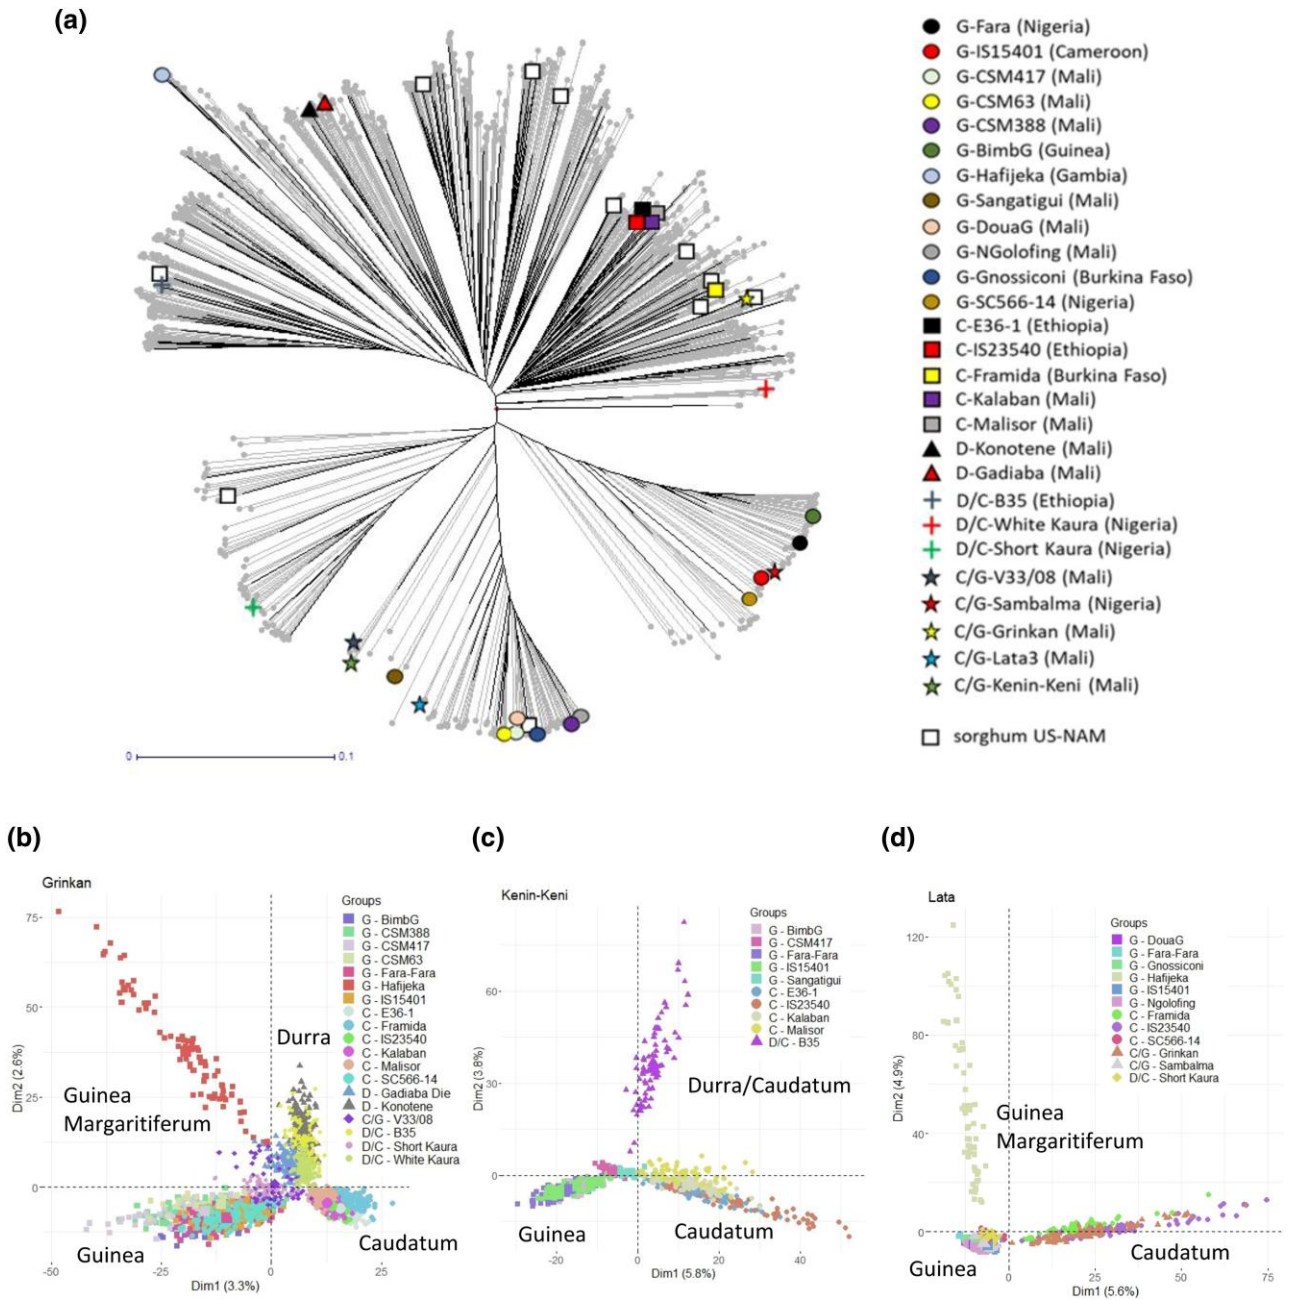 (a)
G-Fara (Nigeria)
G-IS15401 (Cameroon)
G-CSM417 (Mali)
G-CSM63 (Mali)
G-CSM388 (Mali)
G-BimbG (Guinea)
G-Hafijeka (Gambia)
G-Sangatigui (Mali)
G-DouaG (Mali)
G-NGolofing (Mali)
G-Gnossiconi (Burkina Faso)
G-SC566-14 (Nigeria)
C-E36-1 (Ethiopia)
C-IS23540 (Ethiopia)
C-Framida (Burkina Faso)
C-Kalaban (Mali)
C-Malisor (Mali)
D-Konotene (Mali)
D-Gadiaba (Mali)
D/C-B35 (Ethiopia)
D/C-White Kaura (Nigeria)
D/C-Short Kaura (Nigeria)
C/G-V33/08 (Mali)
C/G-Sambalma (Nigeria)
C/G-Grinkan (Mali)
C/G-Lata3 (Mali)
C/G-Kenin-Keni (Mali)
sorghum US-NAM
0 0.1
(b)
Grinkan
Groups
G - BimbG
G - CSM388
G - CSM417
G - CSM63
G - Fara-Fara
G - Hafijeka
G - IS15401
C - E36-1
C - Framida
C - IS23540
C - Kalaban
C - Malisor
C - SC566-14
D - Gadiaba Die
D - Konotene
C/G - V33/08
D/C - B35
D/C - Short Kaura
D/C - White Kaura
75
50
25
0
Dim2 (2.6%)
Durra
Guinea
Margaritiferum
Guinea
Caudatum
-50 -25 0 25
Dim1 (3.3%)
(c)
Kenin-Keni
Groups
G - BimbG
G - CSM417
G - Fara-Fara
G - IS15401
G - Sangatigui
C - E36-1
C - IS23540
C - Kalaban
C - Malisor
D/C - B35
60
30
0
Dim2 (3.8%)
Durra/Caudatum
Guinea
Caudatum
-20 0 20 40
Dim1 (5.8%)
(d)
Lata
Groups
G - DouaG
G - Fara-Fara
G - Gnossiconi
G - Hafijeka
G - IS15401
G - Ngolofing
C - Framida
C - IS23540
C - SC566-14
C/G - Grinkan
C/G - Sambalma
D/C - Short Kaura
120
80
40
0
Dim2 (4.9%)
Guinea
Margaritiferum
Guinea
Caudatum
0 25 50 75
Dim1 (5.6%)